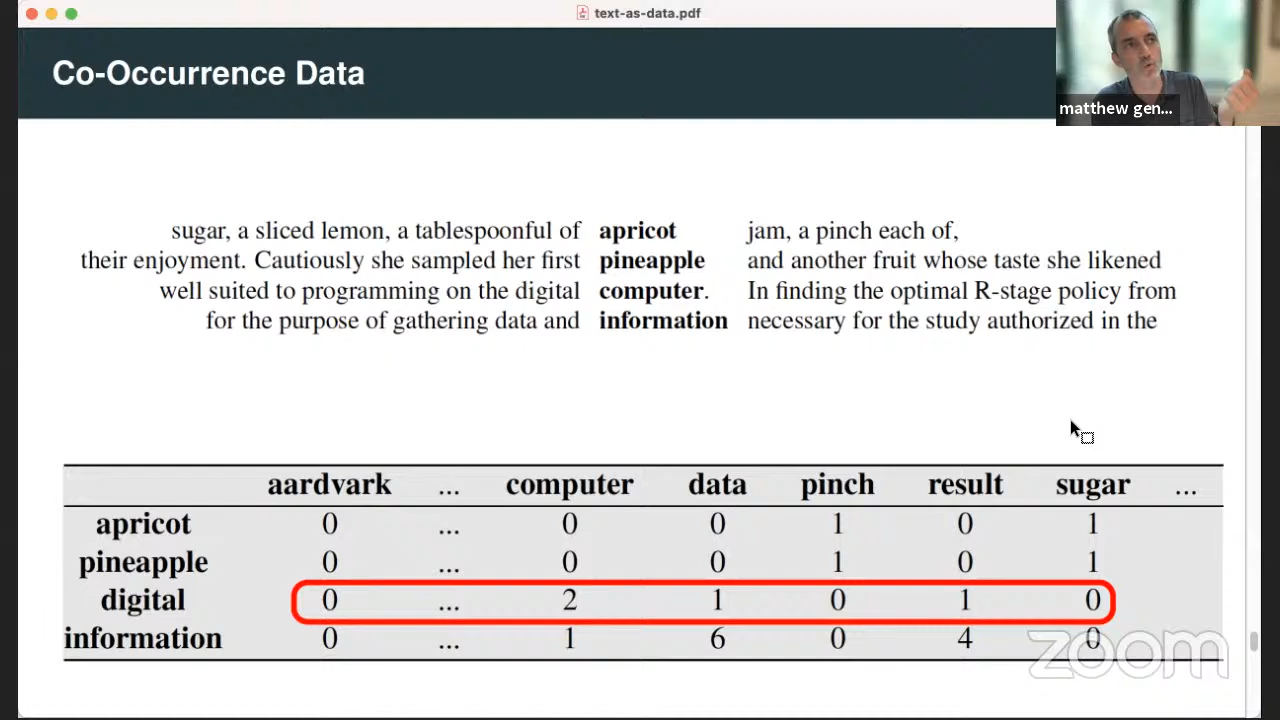 text-as-data.pdf
Co-Occurrence Data
matthew gen...
sugar, a sliced lemon, a tablespoonful of apricot jam, a pinch each of,
their enjoyment. Cautiously she sampled her first pineapple and another fruit whose taste she likened
well suited to programming on the digital computer. In finding the optimal R-stage policy from
for the purpose of gathering data and information necessary for the study authorized in the
aardvark ... computer data pinch result sugar ...
apricot 0 ... 0 0 1 0 1
pineapple 0 ... 0 0 1 0 1
digital 0 ... 2 1 0 1 0
information 0 ... 1 6 0 4 0
zoom